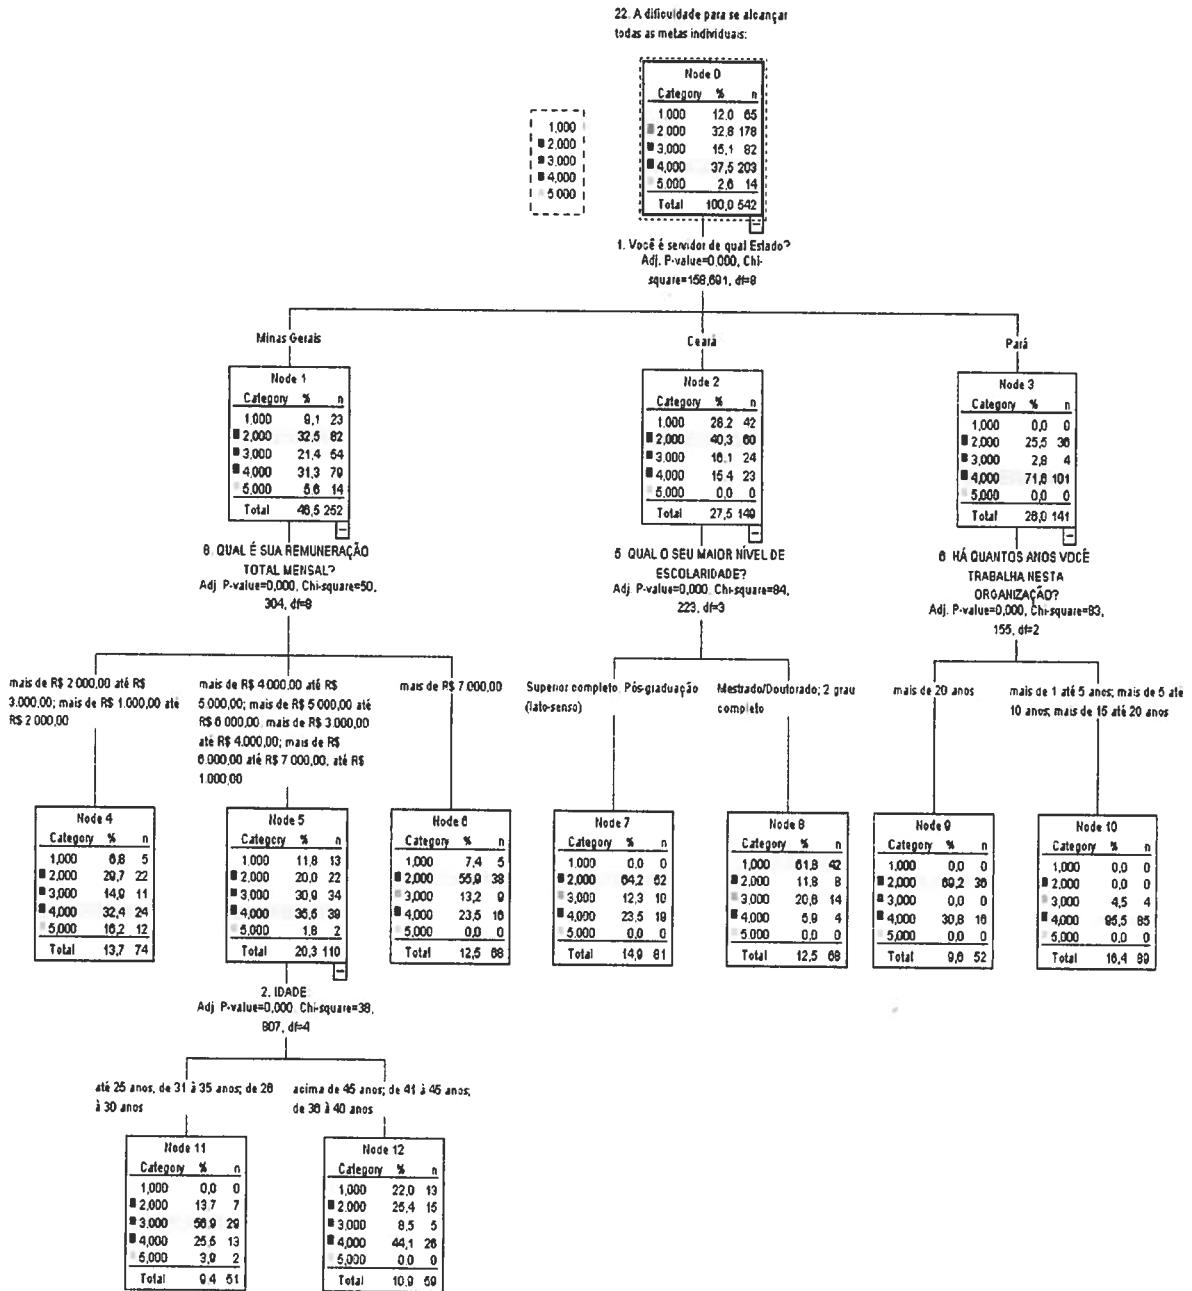 22. A dificuldade para se alcançar
todas as metas individuais:
Node 0
Category % n
1,000 12,0 65
2,000 32,8 178
3,000 15,1 82
4,000 37,5 203
5,000 2,6 14
Total 100,0 542
1,000
2,000
3,000
4,000
5,000
1. Você é servidor de qual Estado?
Adj. P-value=0,000, Chi-
square=158,691, df=8
Minas Gerais
Ceará
Pará
Node 1
Category % n
1,000 9,1 23
2,000 32,5 82
3,000 21,4 54
4,000 31,3 79
5,000 5,6 14
Total 46,5 252
Node 2
Category % n
1,000 28,2 42
2,000 40,3 60
3,000 16,1 24
4,000 15,4 23
5,000 0,0 0
Total 27,5 149
Node 3
Category % n
1,000 0,0 0
2,000 25,5 36
3,000 2,8 4
4,000 71,6 101
5,000 0,0 0
Total 26,0 141
8. QUAL É SUA REMUNERAÇÃO
TOTAL MENSAL?
Adj. P-value=0,000, Chi-square=50,
304, df=8
5 QUAL O SEU MAIOR NÍVEL DE
ESCOLARIDADE?
Adj. P-value=0,000, Chi-square=84,
223, df=3
6 HÁ QUANTOS ANOS VOCÊ
TRABALHA NESTA
ORGANIZAÇÃO?
Adj. P-value=0,000, Chi-square=83,
155, df=2
mais de R$ 2 000,00 até R$
3.000,00; mais de R$ 1.000,00 até
R$ 2 000,00
mais de R$ 4.000,00 até R$
5.000,00; mais de R$ 5 000,00 até
R$ 6 000,00, mais de R$ 3.000,00
até R$ 4.000,00; mais de R$
6.000,00 até R$ 7 000,00, até R$
1.000,00
mais de R$ 7.000,00
Superior completo, Pós-graduação
(lato-senso)
Mestrado/Doutorado; 2 grau
completo
mais de 20 anos
mais de 1 até 5 anos; mais de 5 até
10 anos; mais de 15 até 20 anos
Node 4
Category % n
1,000 6,8 5
2,000 29,7 22
3,000 14,9 11
4,000 32,4 24
5,000 16,2 12
Total 13,7 74
Node 5
Category % n
1,000 11,8 13
2,000 20,0 22
3,000 30,9 34
4,000 35,5 39
5,000 1,8 2
Total 20,3 110
Node 6
Category % n
1,000 7,4 5
2,000 55,9 38
3,000 13,2 9
4,000 23,5 16
5,000 0,0 0
Total 12,5 68
Node 7
Category % n
1,000 0,0 0
2,000 64,2 52
3,000 12,3 10
4,000 23,5 19
5,000 0,0 0
Total 14,9 81
Node 8
Category % n
1,000 61,8 42
2,000 11,8 8
3,000 20,6 14
4,000 5,9 4
5,000 0,0 0
Total 12,5 68
Node 9
Category % n
1,000 0,0 0
2,000 69,2 36
3,000 0,0 0
4,000 30,8 16
5,000 0,0 0
Total 9,6 52
Node 10
Category % n
1,000 0,0 0
2,000 0,0 0
3,000 4,5 4
4,000 95,5 85
5,000 0,0 0
Total 16,4 89
2. IDADE
Adj P-value=0,000, Chi-square=38,
807, df=4
até 25 anos, de 31 à 35 anos; de 26
à 30 anos
acima de 45 anos; de 41 à 45 anos;
de 36 à 40 anos
Node 11
Category % n
1,000 0,0 0
2,000 13,7 7
3,000 56,9 29
4,000 25,5 13
5,000 3,9 2
Total 9,4 51
Node 12
Category % n
1,000 22,0 13
2,000 25,4 15
3,000 8,5 5
4,000 44,1 26
5,000 0,0 0
Total 10,9 59